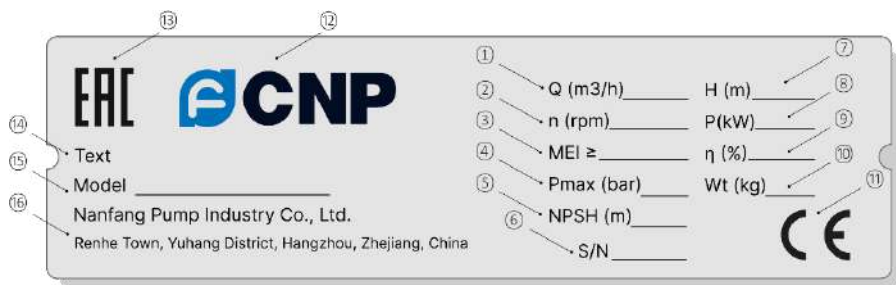 ⑬ ⑫
EAC CNP
① Q (m3/h) H (m) ⑦
② n (rpm) P(kW) ⑧
③ MEI ≥ η (%) ⑨
④ Pmax (bar) Wt (kg) ⑩
⑤ NPSH (m)
⑥ S/N
CE ⑪
⑭ Text
⑮ Model
Nanfang Pump Industry Co., Ltd.
⑯ Renhe Town, Yuhang District, Hangzhou, Zhejiang, China